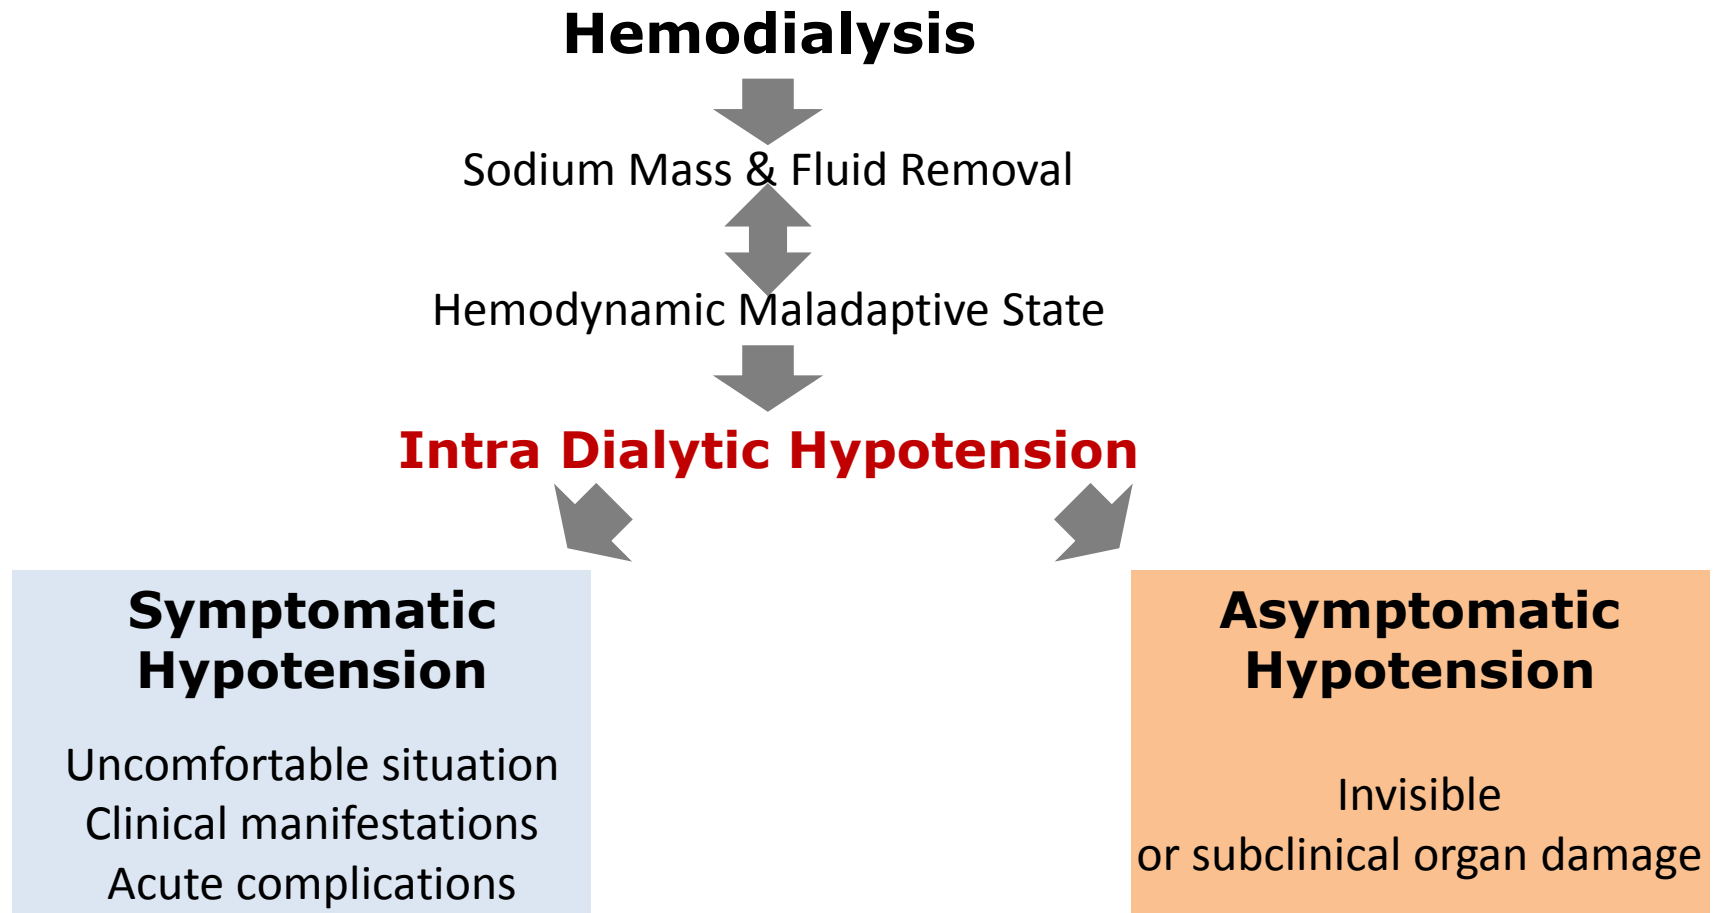 Hemodialysis
Sodium Mass & Fluid Removal
Hemodynamic Maladaptive State
Intra Dialytic Hypotension
Symptomatic
Hypotension
Uncomfortable situation
Clinical manifestations
Acute complications
Asymptomatic
Hypotension
Invisible
or subclinical organ damage